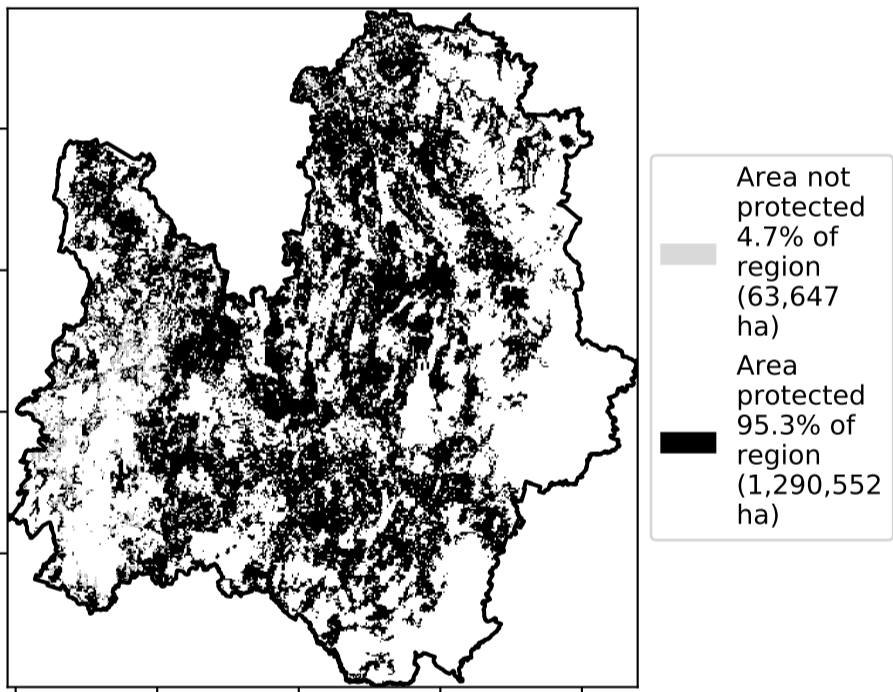 Area not
protected
4.7% of
region
(63,647
ha)
Area
protected
95.3% of
region
(1,290,552
ha)